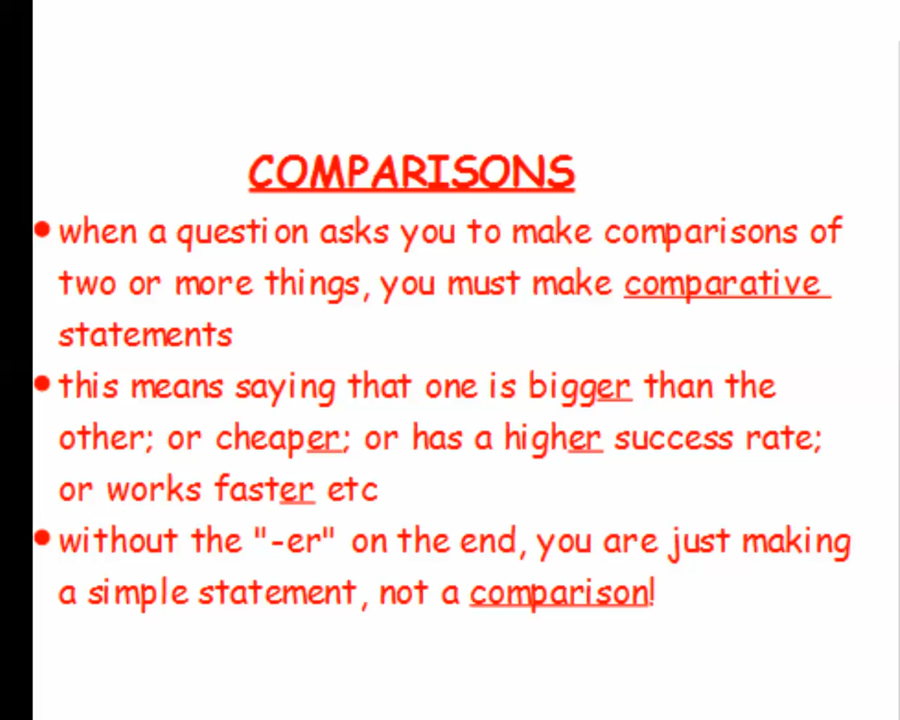 COMPARISONS
• when a question asks you to make comparisons of
two or more things, you must make comparative
statements
• this means saying that one is bigger than the
other; or cheaper; or has a higher success rate;
or works faster etc
• without the "-er" on the end, you are just making
a simple statement, not a comparison!